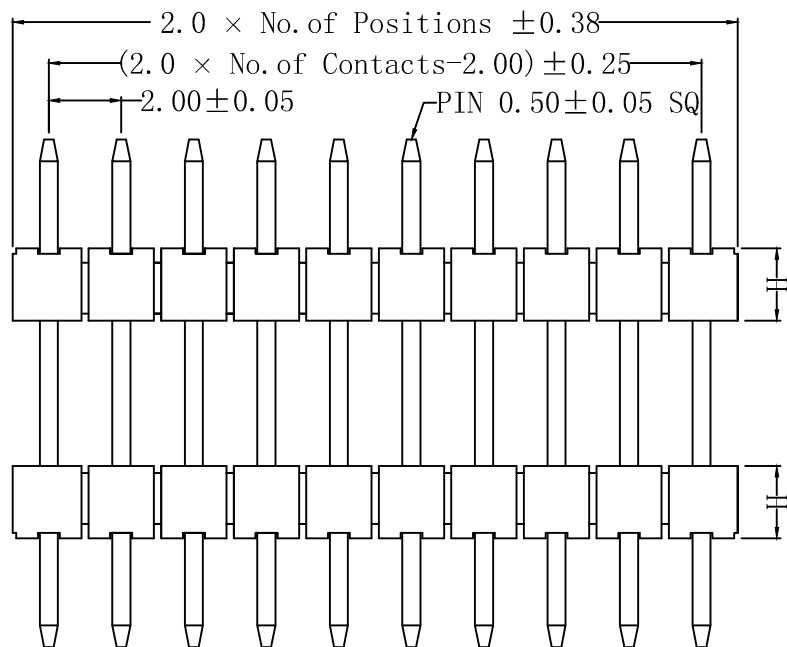 2.0 × No.of Positions ±0.38
(2.0 × No.of Contacts-2.00)±0.25
2.00±0.05
PIN 0.50±0.05 SQ
H
H